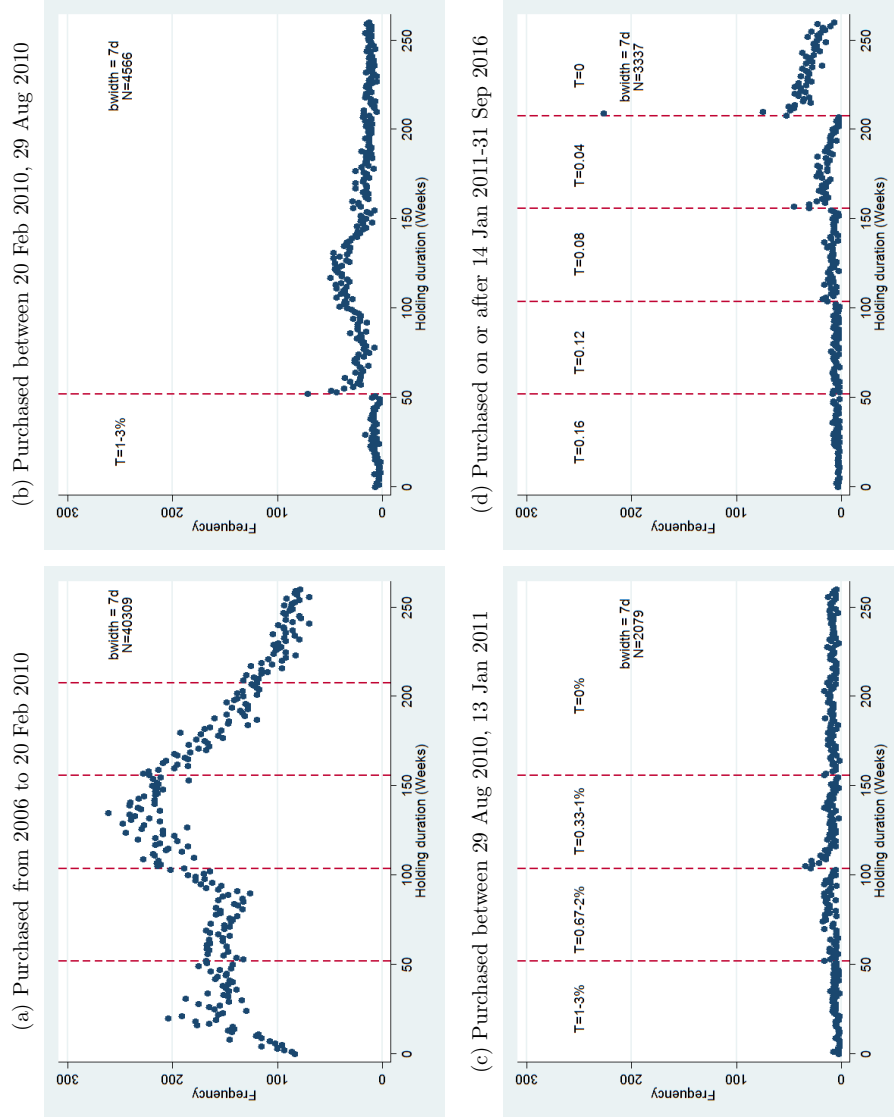 (a) Purchased from 2006 to 20 Feb 2010
bwidth = 7d
N=40309
300
200
100
0
Frequency
0 50 100 150 200 250
Holding duration (Weeks)
(b) Purchased between 20 Feb 2010, 29 Aug 2010
T=1-3%
bwidth = 7d
N=4566
300
200
100
0
Frequency
0 50 100 150 200 250
Holding duration (Weeks)
(c) Purchased between 29 Aug 2010, 13 Jan 2011
T=1-3% T=0.67-2% T=0.33-1% T=0%
bwidth = 7d
N=2079
300
200
100
0
Frequency
0 50 100 150 200 250
Holding duration (Weeks)
(d) Purchased on or after 14 Jan 2011-31 Sep 2016
T=0.16 T=0.12 T=0.08 T=0.04 T=0
bwidth = 7d
N=3337
300
200
100
0
Frequency
0 50 100 150 200 250
Holding duration (Weeks)